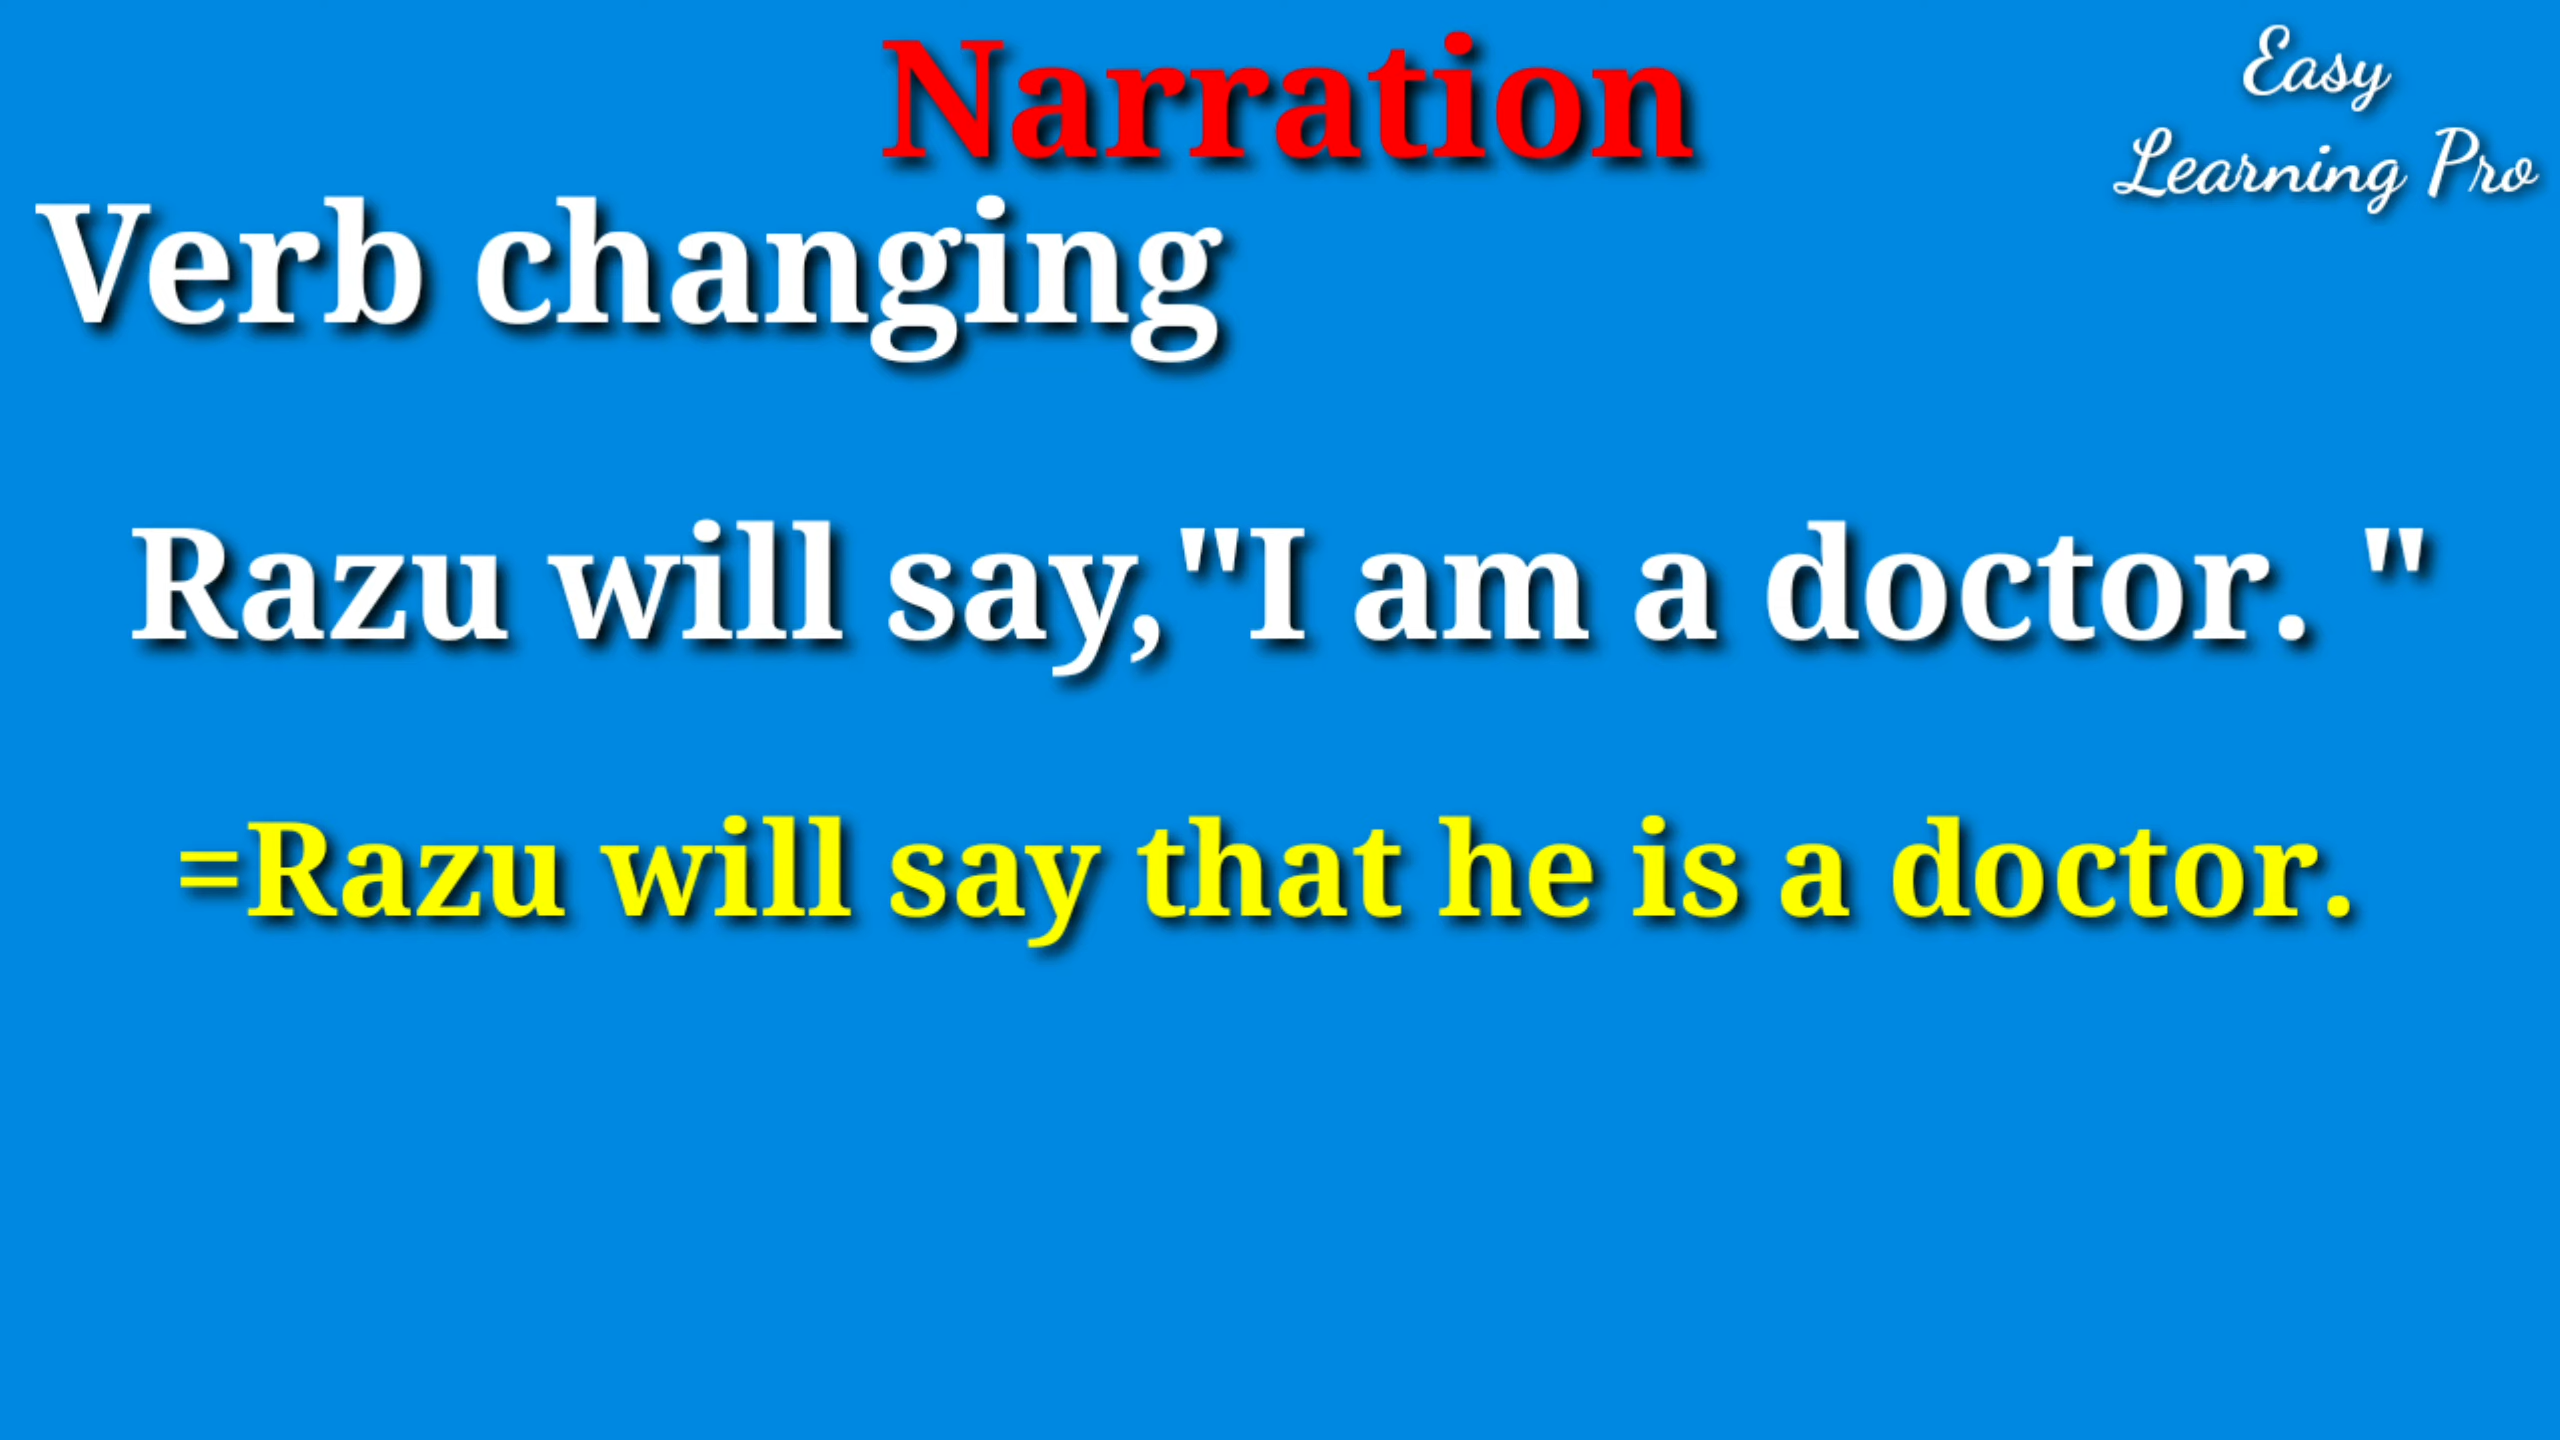 Narration
Easy
Learning Pro
Verb changing
Razu will say,"I am a doctor. "
=Razu will say that he is a doctor.